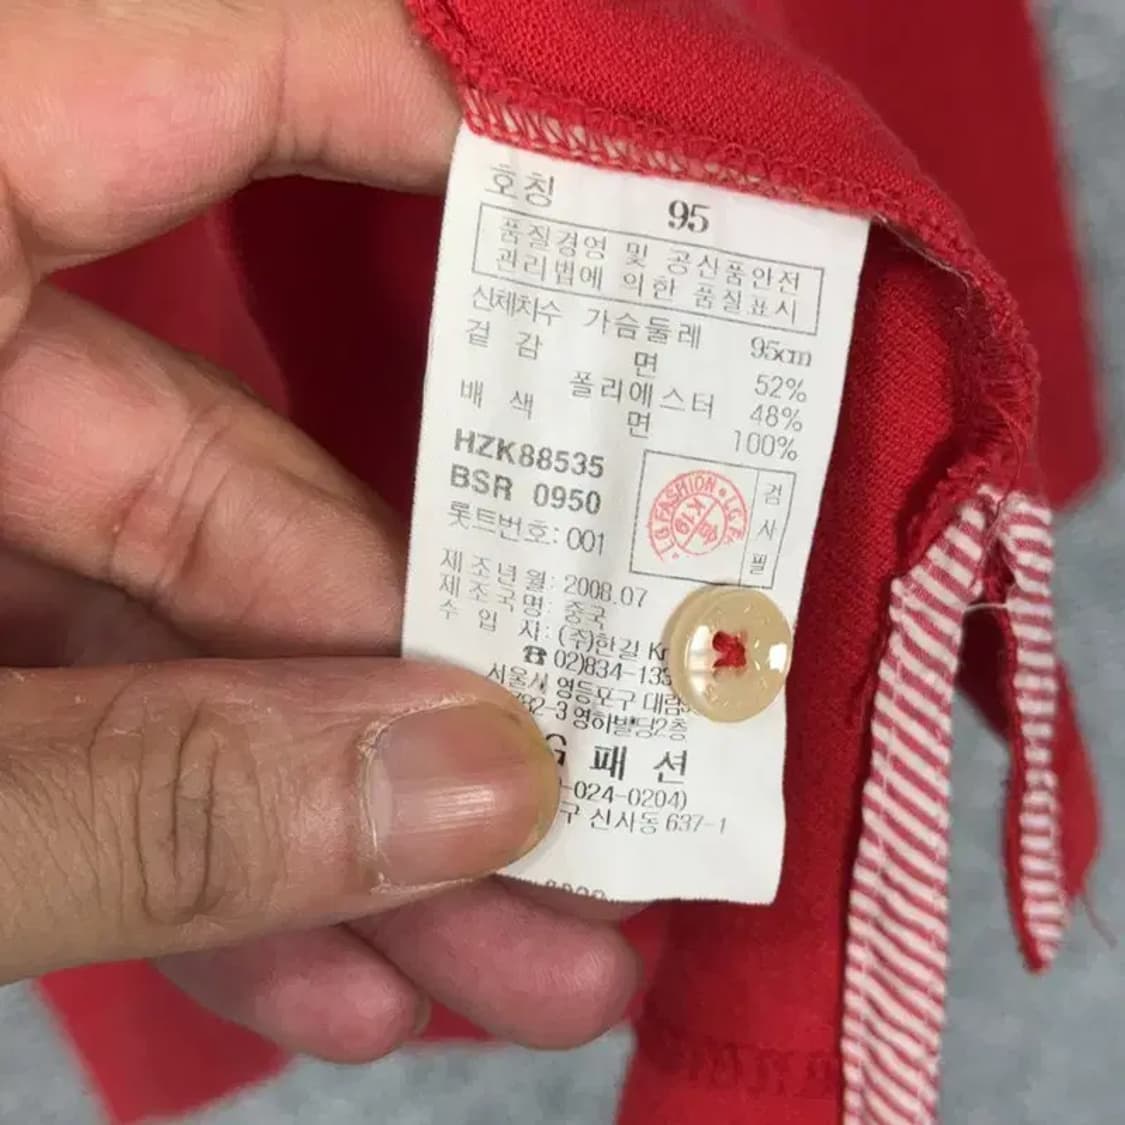 호칭 95
품질경영 및 공산품안전
관리법에 의한 품질표시
신체치수 가슴둘레 95cm
겉감 면 52%
폴리에스터 48%
배색 면 100%
HZK88535
BSR 0950
롯트번호: 001
LG FASHION
검사필
제조년월: 2008.07
제조국명: 중국
수입자: (주)한길
☎ 02)834-133
서울시 영등포구
-3 영하빌딩2층
G 패션
-024-0204)
구 신사동 637-1